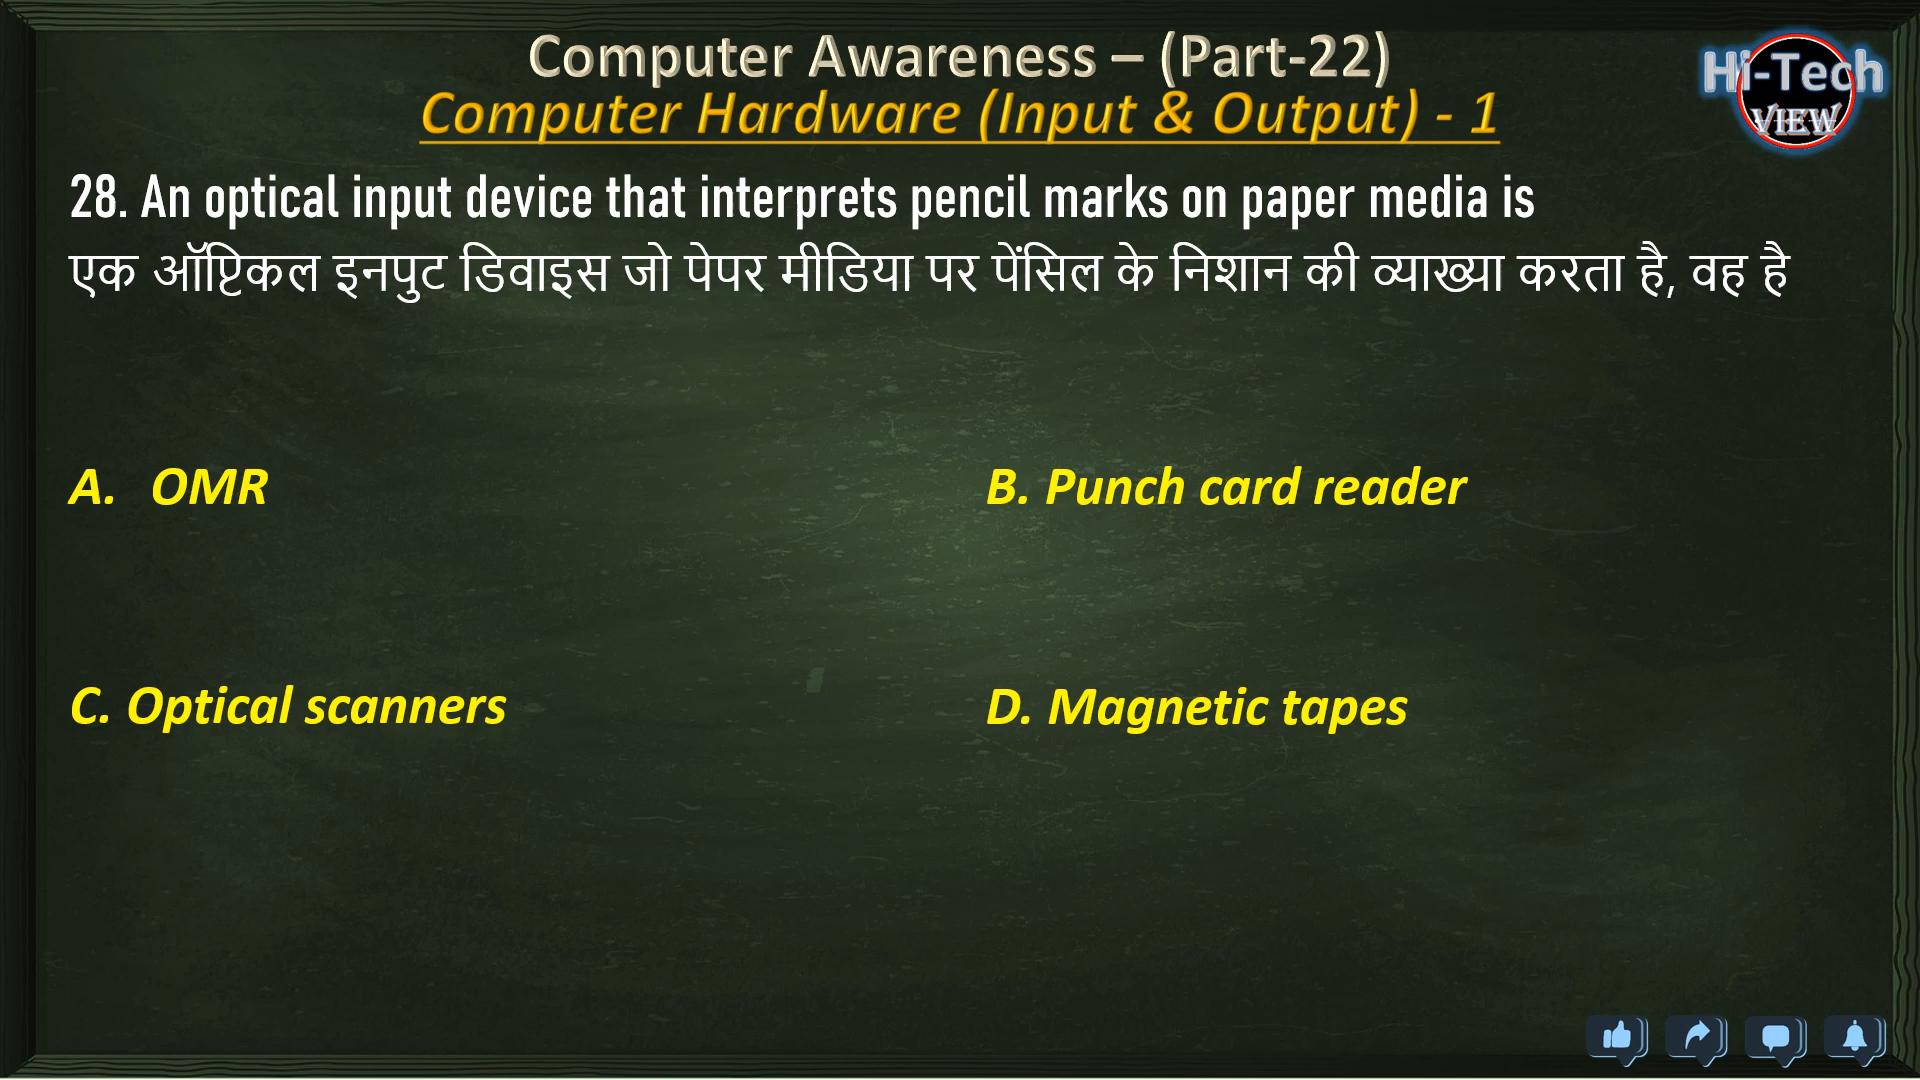 Computer Awareness – (Part-22)
Hi-Tech
VIEW
Computer Hardware (Input & Output) - 1
28. An optical input device that interprets pencil marks on paper media is
एक ऑप्टिकल इनपुट डिवाइस जो पेपर मीडिया पर पेंसिल के निशान की व्याख्या करता है, वह है
A. OMR
B. Punch card reader
C. Optical scanners
D. Magnetic tapes